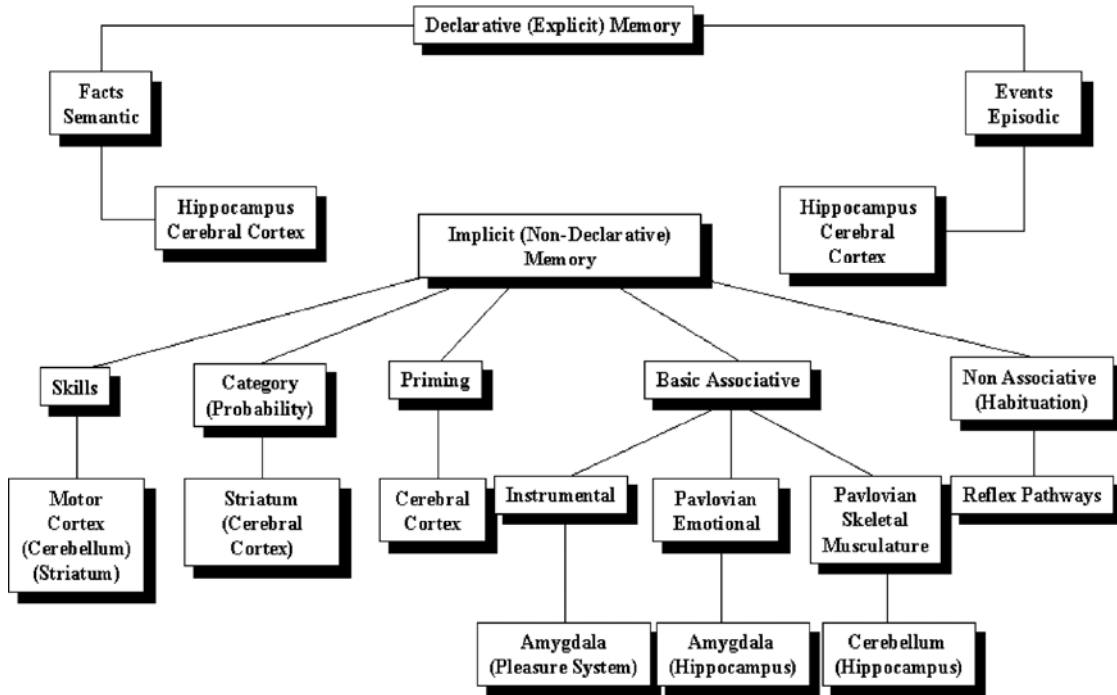 Declarative (Explicit) Memory
Facts
Semantic
Events
Episodic
Hippocampus
Cerebral Cortex
Hippocampus
Cerebral
Cortex
Implicit (Non-Declarative)
Memory
Skills
Category
(Probability)
Priming
Basic Associative
Non Associative
(Habituation)
Motor
Cortex
(Cerebellum)
(Striatum)
Striatum
(Cerebral
Cortex)
Cerebral
Cortex
Instrumental
Pavlovian
Emotional
Pavlovian
Skeletal
Musculature
Reflex Pathways
Amygdala
(Pleasure System)
Amygdala
(Hippocampus)
Cerebellum
(Hippocampus)